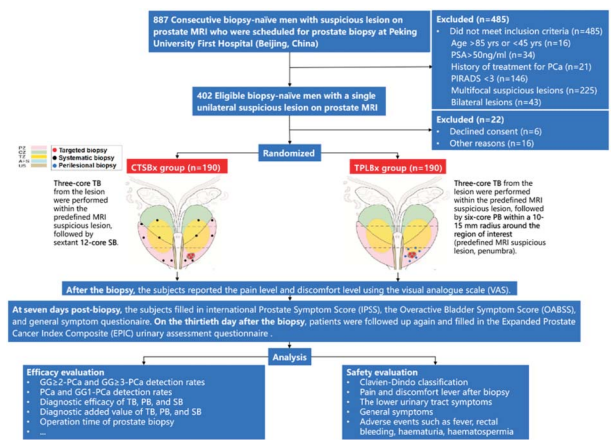 887 Consecutive biopsy-naïve men with suspicious lesion on
prostate MRI who were scheduled for prostate biopsy at Peking
University First Hospital (Beijing, China)
Excluded (n=485)
• Did not meet inclusion criteria (n=485)
Age >85 yrs or <45 yrs (n=16)
PSA>50ng/ml (n=34)
History of treatment for PCa (n=21)
PIRADS <3 (n=146)
Multifocal suspicious lesions (n=225)
Bilateral lesions (n=43)
402 Eligible biopsy-naïve men with a single
unilateral suspicious lesion on prostate MRI
Excluded (n=22)
• Declined consent (n=6)
• Other reasons (n=16)
Randomized
PZ
CZ
TZ
AFS
US
Targeted biopsy
Systematic biopsy
Perilesional biopsy
CTSBx group (n=190)
TPLBx group (n=190)
Three-core TB
from the lesion
were performed
within the
predefined MRI
suspicious lesion,
followed by
sextant 12-core SB.
Three-core TB from the
lesion were performed
within the predefined MRI
suspicious lesion, followed
by six-core PB within a 10-
15 mm radius around the
region of interest
(predefined MRI suspicious
lesion, penumbra).
After the biopsy, the subjects reported the pain level and discomfort level using the visual analogue scale (VAS).
At seven days post-biopsy, the subjects filled in international Prostate Symptom Score (IPSS), the Overactive Bladder Symptom Score (OABSS),
and general symptom questionaire. On the thirtieth day after the biopsy, patients were followed up again and filled in the Expanded Prostate
Cancer Index Composite (EPIC) urinary assessment questionnaire .
Analysis
Efficacy evaluation
• GG≥2-PCa and GG≥3-PCa detection rates
• PCa and GG1-PCa detection rates
• Diagnostic efficacy of TB, PB, and SB
• Diagnostic added value of TB, PB, and SB
• Operation time of prostate biopsy
• ...
Safety evaluation
• Clavien-Dindo classification
• Pain and discomfort level after biopsy
• The lower urinary tract symptoms
• General symptoms
• Adverse events such as fever, rectal
bleeding, haematuria, haematospermia